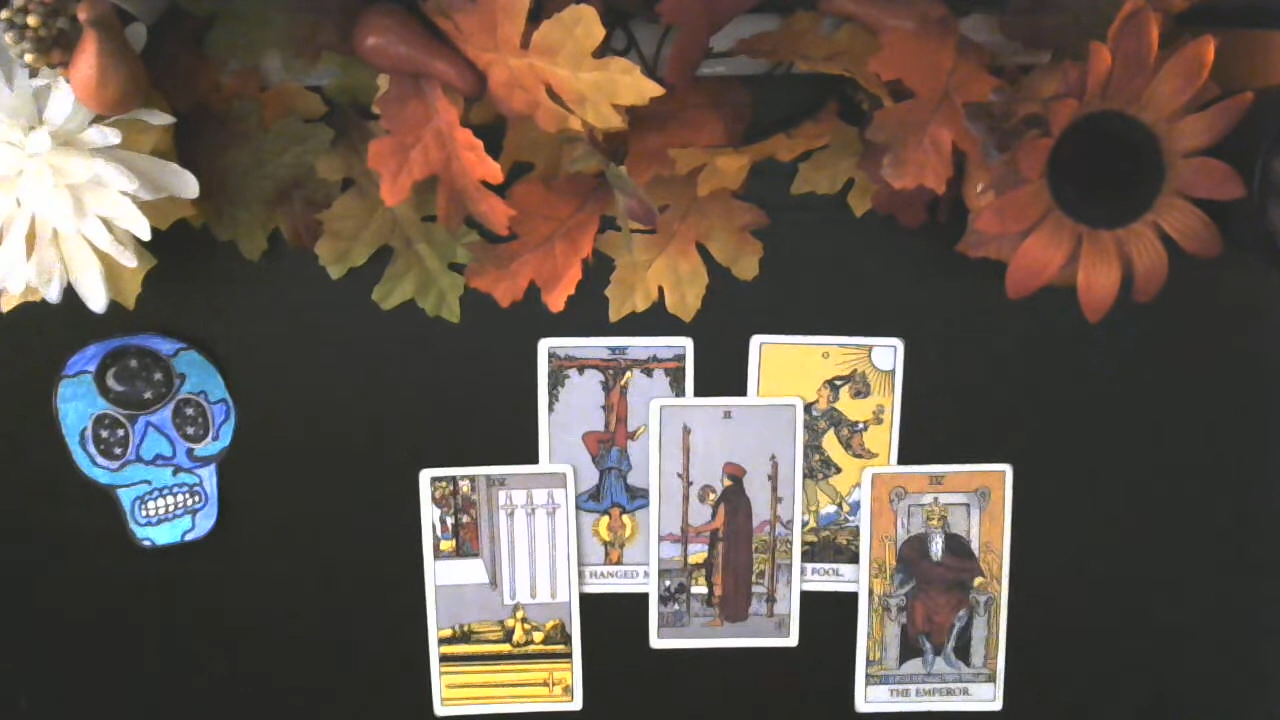 XII
HANGED M
II
E FOOL.
IV
IV
THE EMPEROR.